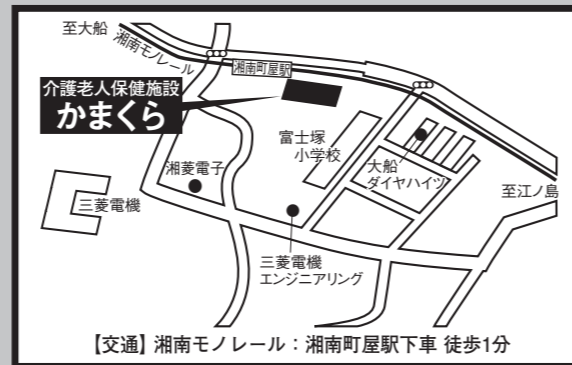 至大船
湘南モノレール
湘南町屋駅
介護老人保健施設
かまくら
富士塚
小学校
大船
ダイヤハイツ
至江ノ島
湘菱電子
三菱電機
三菱電機
エンジニアリング
【交通】湘南モノレール：湘南町屋駅下車 徒歩1分